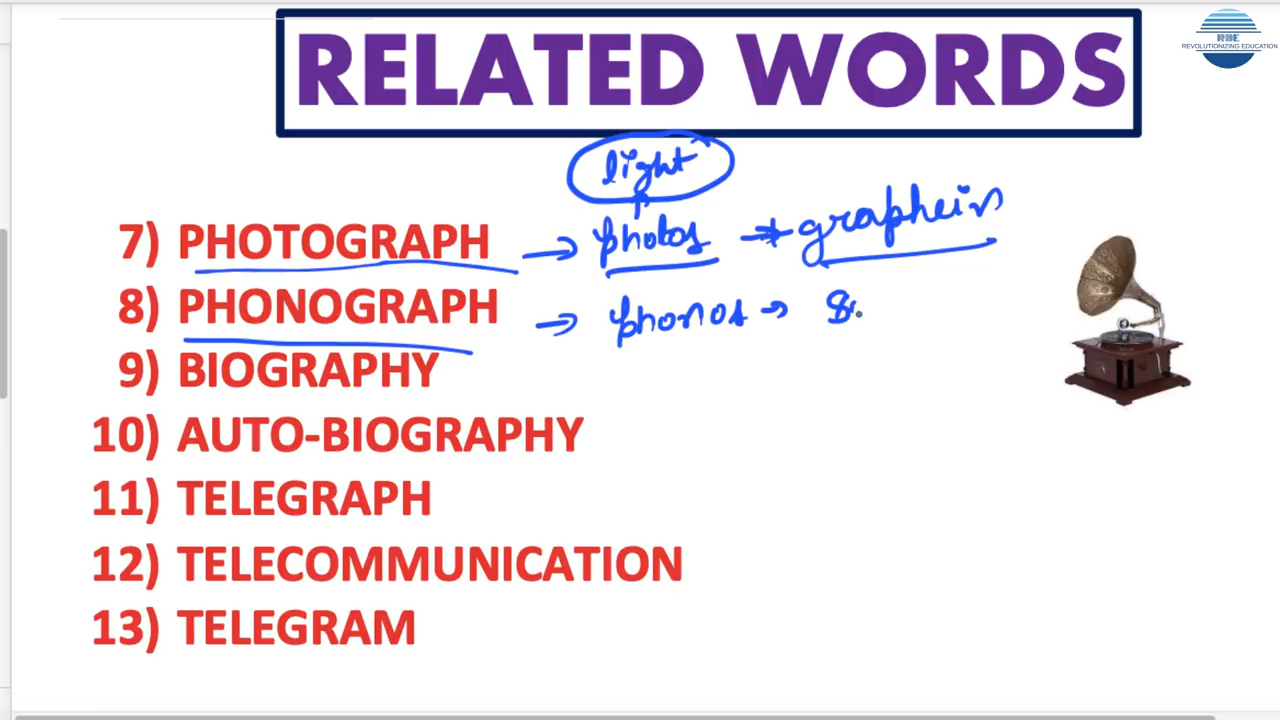 RELATED WORDS
RBE
REVOLUTIONIZING EDUCATION
light
7) PHOTOGRAPH → photos → graphein
8) PHONOGRAPH → phonos →
9) BIOGRAPHY
10) AUTO-BIOGRAPHY
11) TELEGRAPH
12) TELECOMMUNICATION
13) TELEGRAM